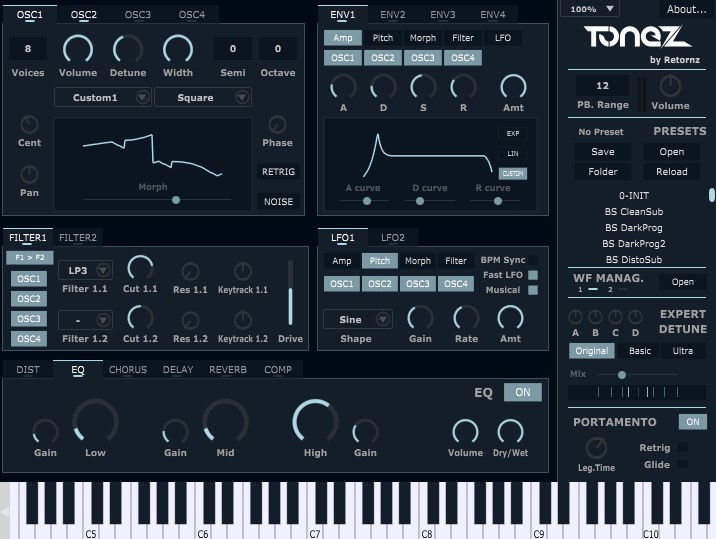 OSC1 OSC2 OSC3 OSC4
8 0 0
Voices Volume Detune Width Semi Octave
Custom1 Square
Cent Phase
Pan Morph RETRIG
NOISE
ENV1 ENV2 ENV3 ENV4
Amp Pitch Morph Filter LFO
OSC1 OSC2 OSC3 OSC4
A D S R Amt
EXP
LIN
CUSTOM
A curve D curve R curve
100% About...
TONEZ
by Retornz
12
PB. Range Volume
No Preset PRESETS
Save Open
Folder Reload
0-INIT
BS CleanSub
BS DarkProg
BS DarkProg2
BS DistoSub
WF MANAG. Open
1 2
EXPERT
A B C D DETUNE
Original Basic Ultra
Mix
PORTAMENTO ON
Retrig
Leg.Time Glide
FILTER1 FILTER2
F1 > F2
OSC1 LP3
OSC2 Filter 1.1 Cut 1.1 Res 1.1 Keytrack 1.1
OSC3 -
OSC4 Filter 1.2 Cut 1.2 Res 1.2 Keytrack 1.2 Drive
LFO1 LFO2
Amp Pitch Morph Filter BPM Sync
Fast LFO
OSC1 OSC2 OSC3 OSC4 Musical
Sine
Shape Gain Rate Amt
DIST EQ CHORUS DELAY REVERB COMP
EQ ON
Gain Low Gain Mid High Gain Volume Dry/Wet
C5 C6 C7 C8 C9 C10